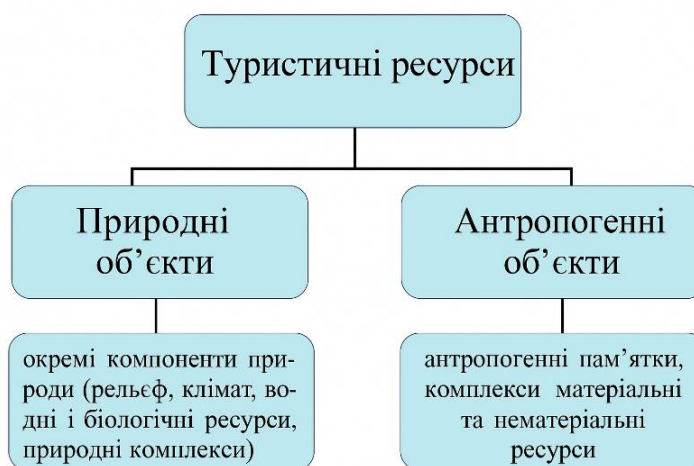 Туристичні ресурси
Природні
об’єкти
Антропогенні
об’єкти
окремі компоненти при-
роди (рельєф, клімат, во-
дні і біологічні ресурси,
природні комплекси)
антропогенні пам’ятки,
комплекси матеріальні
та нематеріальні
ресурси